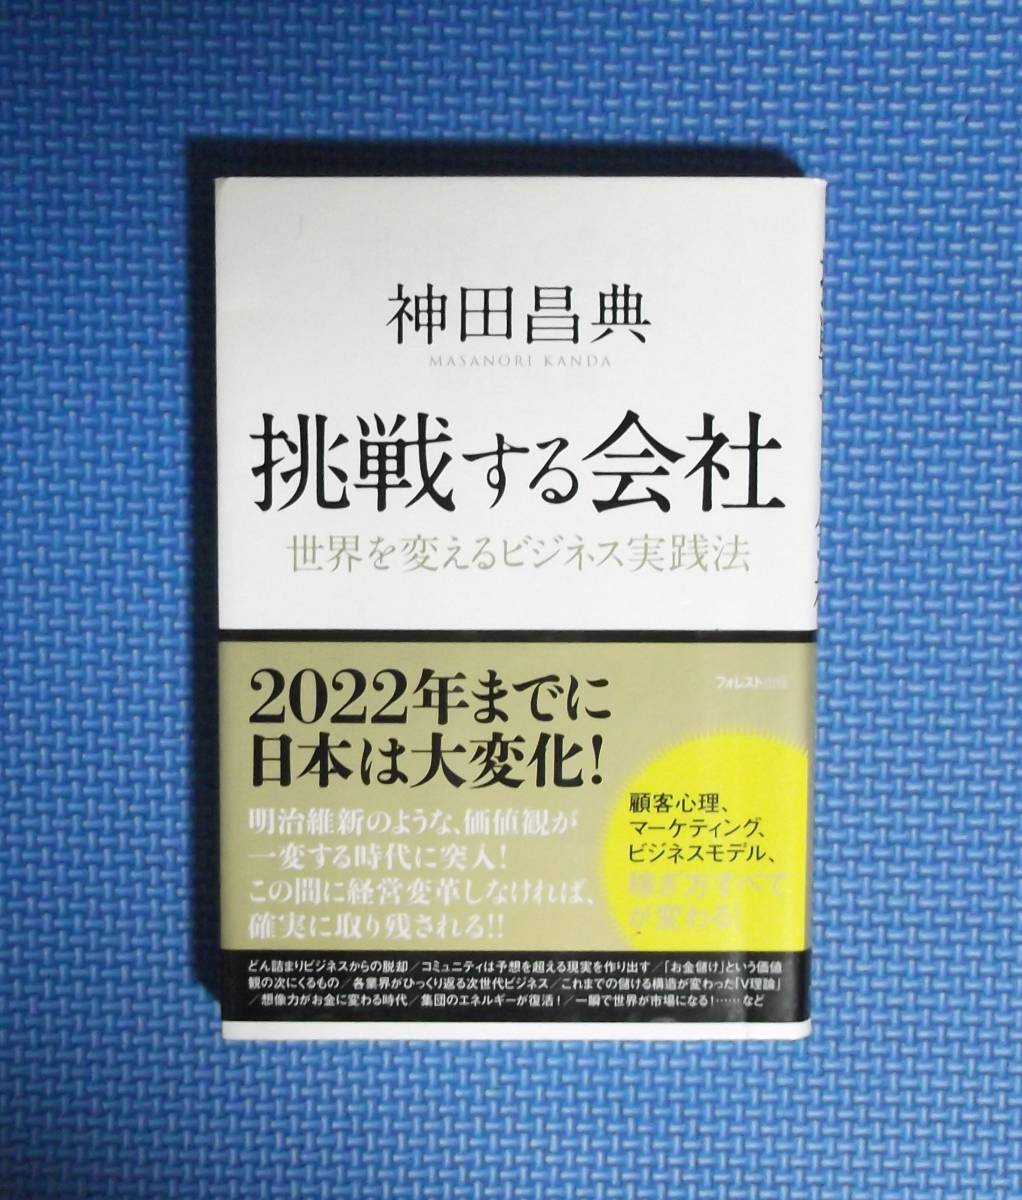 神田昌典
MASANORI KANDA
挑戦する会社
世界を変えるビジネス実践法
2022年までに
日本は大変化!
明治維新のような、価値観が
一変する時代に突入!
この間に経営変革しなければ、
確実に取り残される!!
フォレスト出版
顧客心理、
マーケティング、
ビジネスモデル、
稼ぎ方すべて
が変わる!
どん詰まりビジネスからの脱却／コミュニティは予想を超える現実を作り出す／「お金儲け」という価値
観の次にくるもの／各業界がひっくり返る次世代ビジネス／これまでの儲ける構造が変わった「V理論」
／想像力がお金に変わる時代／集団のエネルギーが復活!／一瞬で世界が市場になる!……など